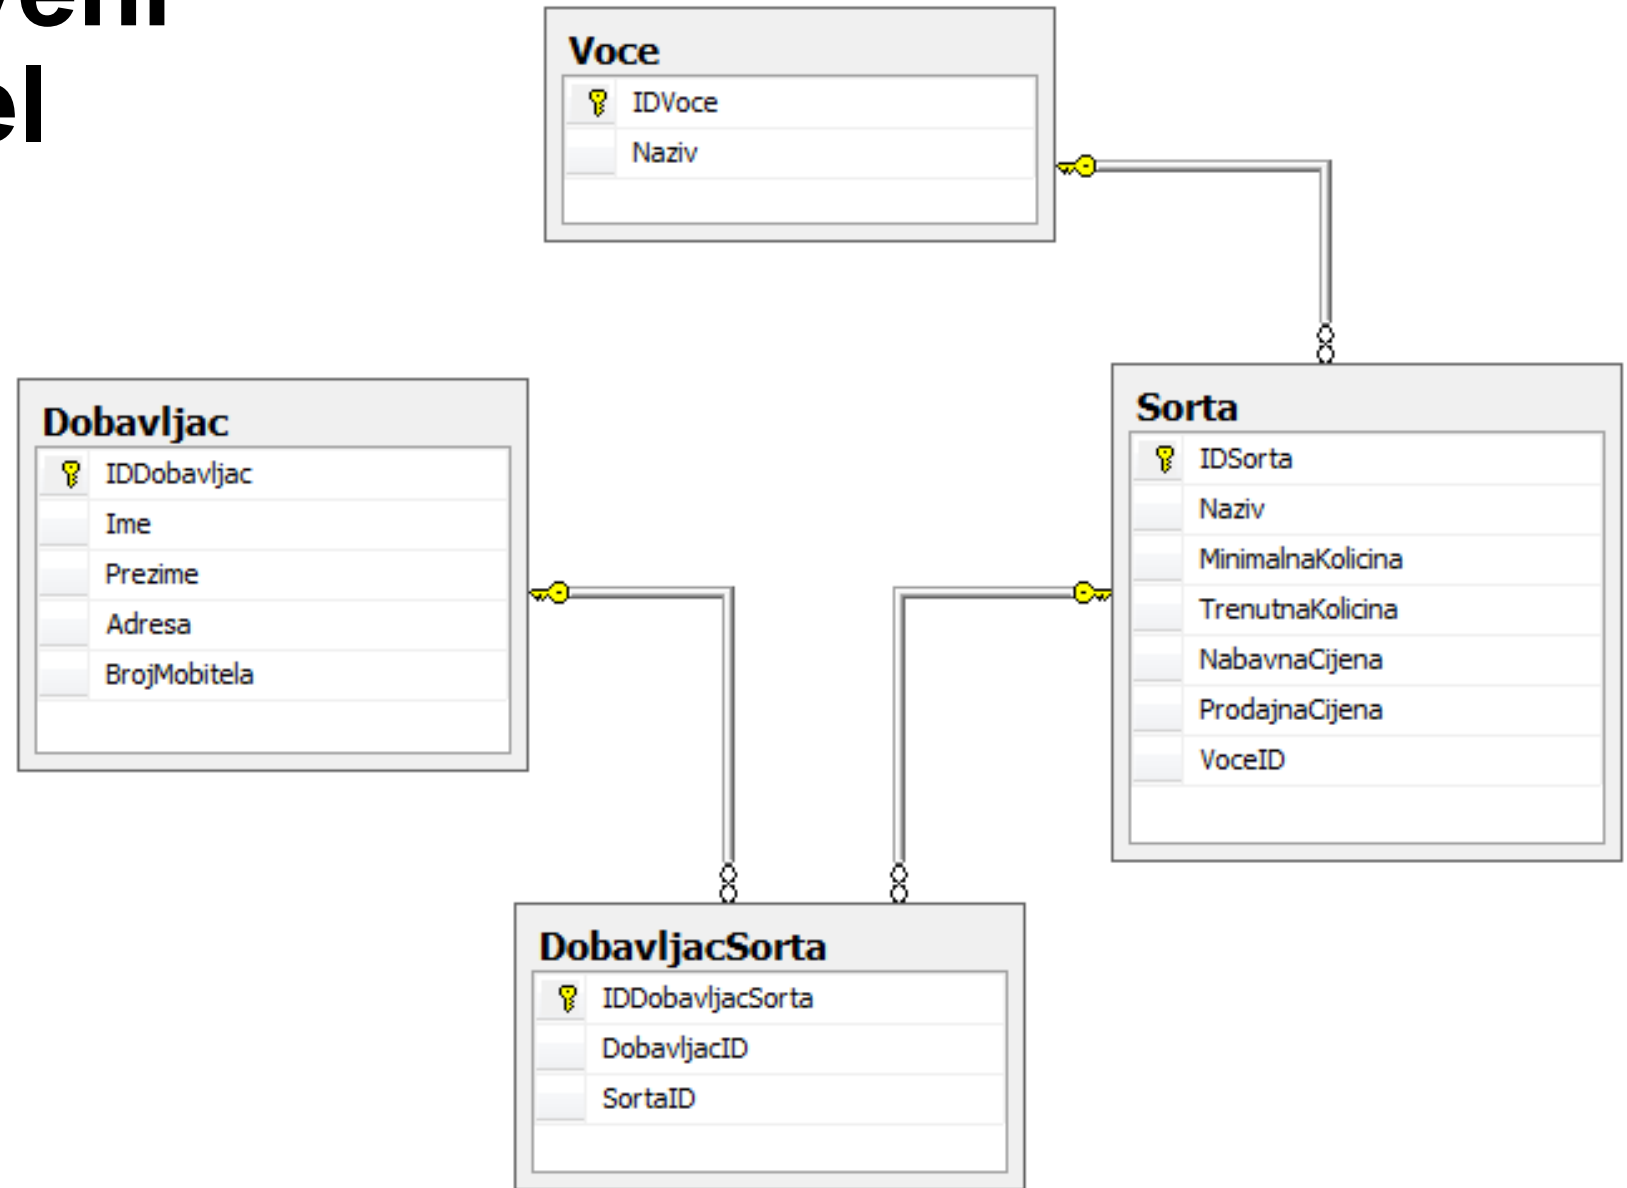 el
Voce
IDVoce
Naziv
Dobavljac
IDDobavljac
Ime
Prezime
Adresa
BrojMobitela
Sorta
IDSorta
Naziv
MinimalnaKolicina
TrenutnaKolicina
NabavnaCijena
ProdajnaCijena
VoceID
DobavljacSorta
IDDobavljacSorta
DobavljacID
SortaID